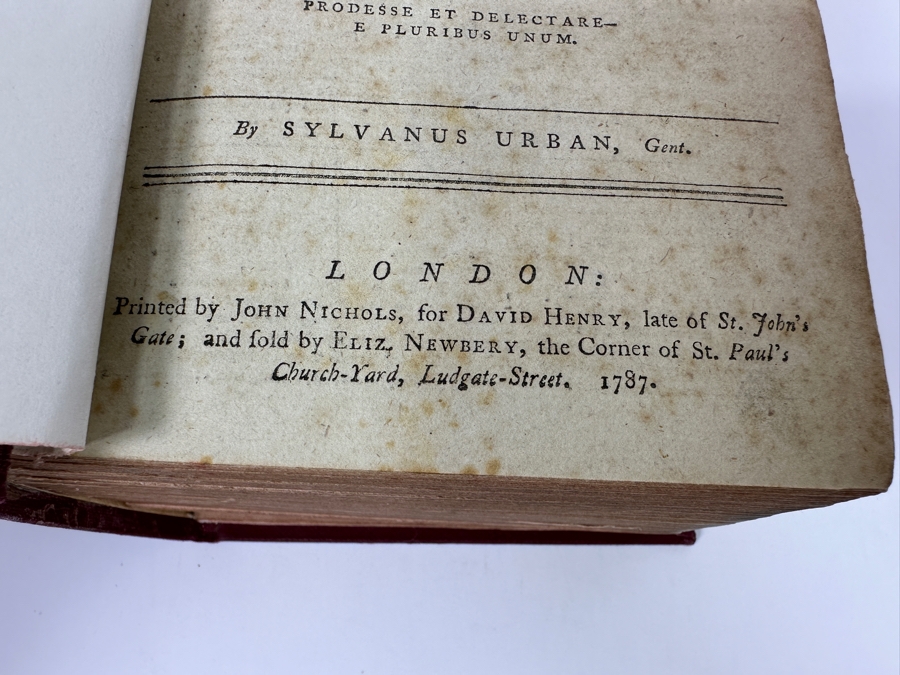 PRODESSE ET DELECTARE—
E PLURIBUS UNUM.
By SYLVANUS URBAN, Gent.
LONDON:
Printed by JOHN NICHOLS, for DAVID HENRY, late of St. John's
Gate; and ſold by ELIZ. NEWBERY, the Corner of St. Paul's
Church-Yard, Ludgate-Street. 1787.